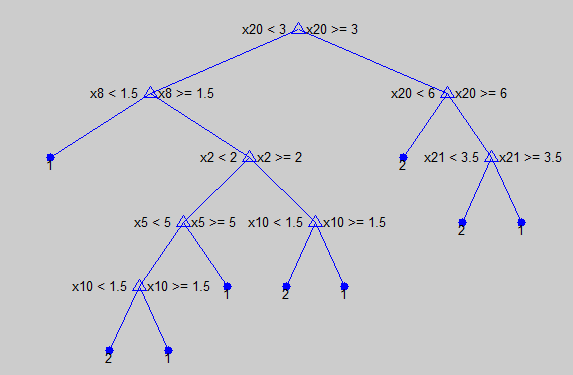 x20 < 3 x20 >= 3
x8 < 1.5 x8 >= 1.5 x20 < 6 x20 >= 6
1 x2 < 2 x2 >= 2 2 x21 < 3.5 x21 >= 3.5
x5 < 5 x5 >= 5 x10 < 1.5 x10 >= 1.5 2 1
x10 < 1.5 x10 >= 1.5 1 2 1
2 1